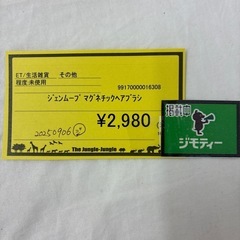 ET/生活雑貨　その他
程度:未使用
99170000016308
ジェンムーブ マグネチックヘアブラシ
¥2,980
20250906
The Jungle-Jungle
掲載中
ジモティー